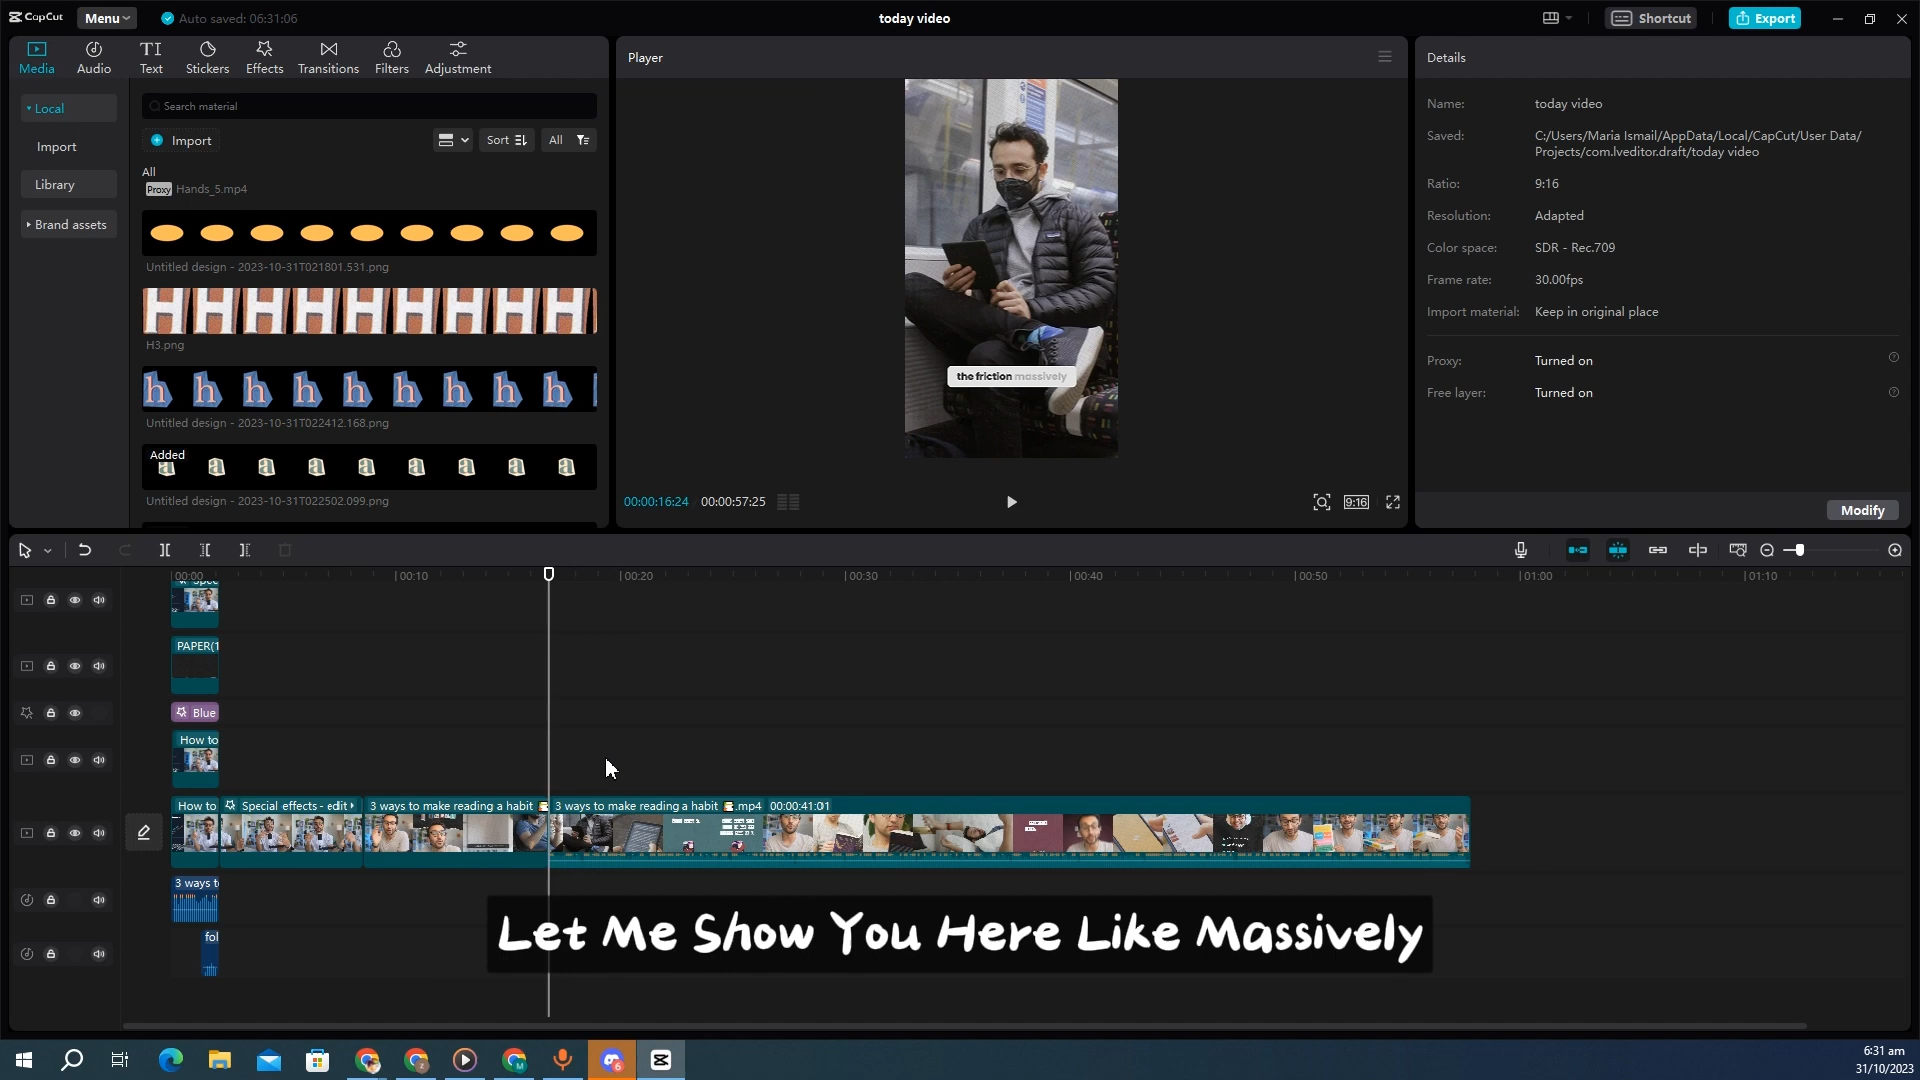 CapCut
Menu
Auto saved: 06:31:06
today video
Shortcut
Export
Media
Audio
TI
Text
Stickers
Effects
Transitions
Filters
Adjustment
Player
Details
Local
Import
Library
Brand assets
Search material
Import
Sort
All
All
Proxy Hands_5.mp4
Untitled design - 2023-10-31T021801.531.png
H H H H H H H H H
H3.png
h h h h h h h h h
Untitled design - 2023-10-31T022412.168.png
Added
a a a a a a a a a
Untitled design - 2023-10-31T022502.099.png
the friction massively
00:00:16:24 00:00:57:25
9:16
Name: today video
Saved: C:/Users/Maria Ismail/AppData/Local/CapCut/User Data/
Projects/com.lveditor.draft/today video
Ratio: 9:16
Resolution: Adapted
Color space: SDR - Rec.709
Frame rate: 30.00fps
Import material: Keep in original place
Proxy: Turned on
Free layer: Turned on
Modify
00:00 00:10 00:20 00:30 00:40 00:50 01:00 01:10
Spec
PAPER(1
Blue
How to
How to
Special effects - edit
3 ways to make reading a habit
3 ways to make reading a habit .mp4 00:00:41:01
3 ways to
fol
Let Me Show You Here Like Massively
6:31 am
31/10/2023